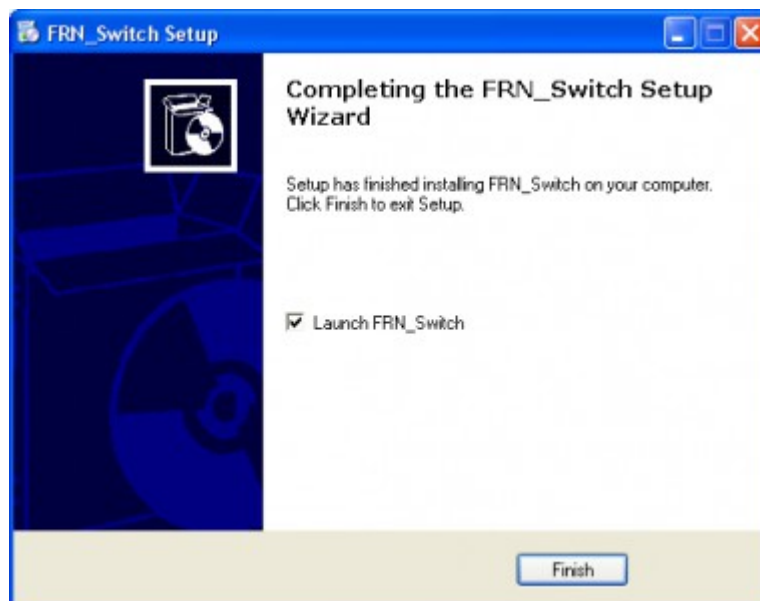 FRN_Switch Setup
Completing the FRN_Switch Setup
Wizard
Setup has finished installing FRN_Switch on your computer.
Click Finish to exit Setup.
Launch FRN_Switch
Finish